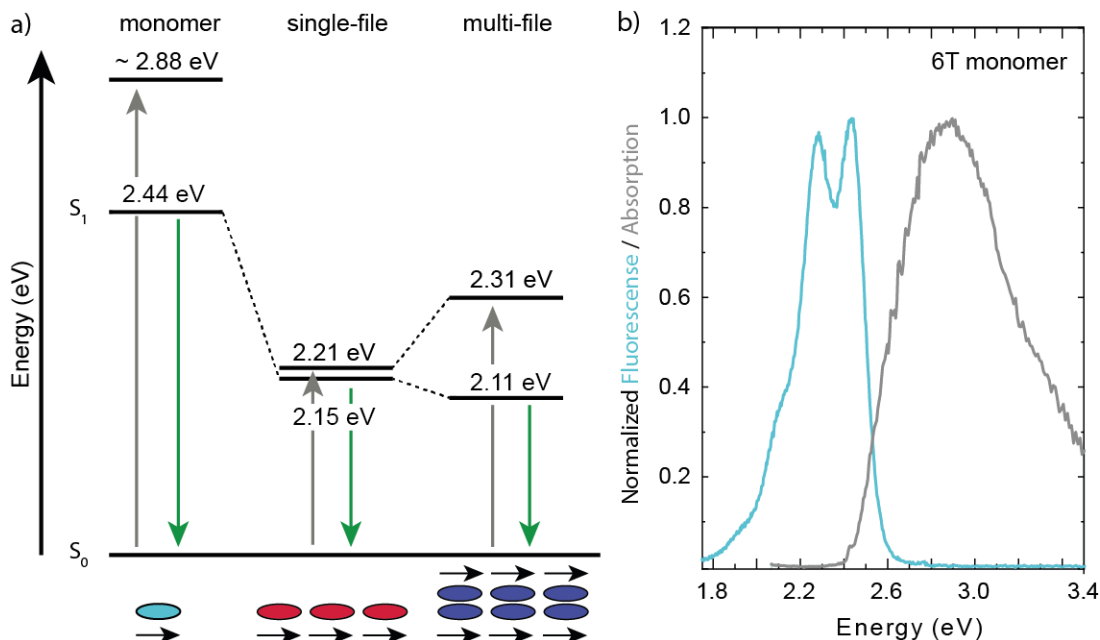 a)
monomer
single-file
multi-file
~ 2.88 eV
2.44 eV
S1
2.31 eV
2.21 eV
2.11 eV
2.15 eV
S0
Energy (eV)
b)
6T monomer
1.2
1.0
0.8
0.6
0.4
0.2
1.8
2.2
2.6
3.0
3.4
Normalized Fluorescense / Absorption
Energy (eV)